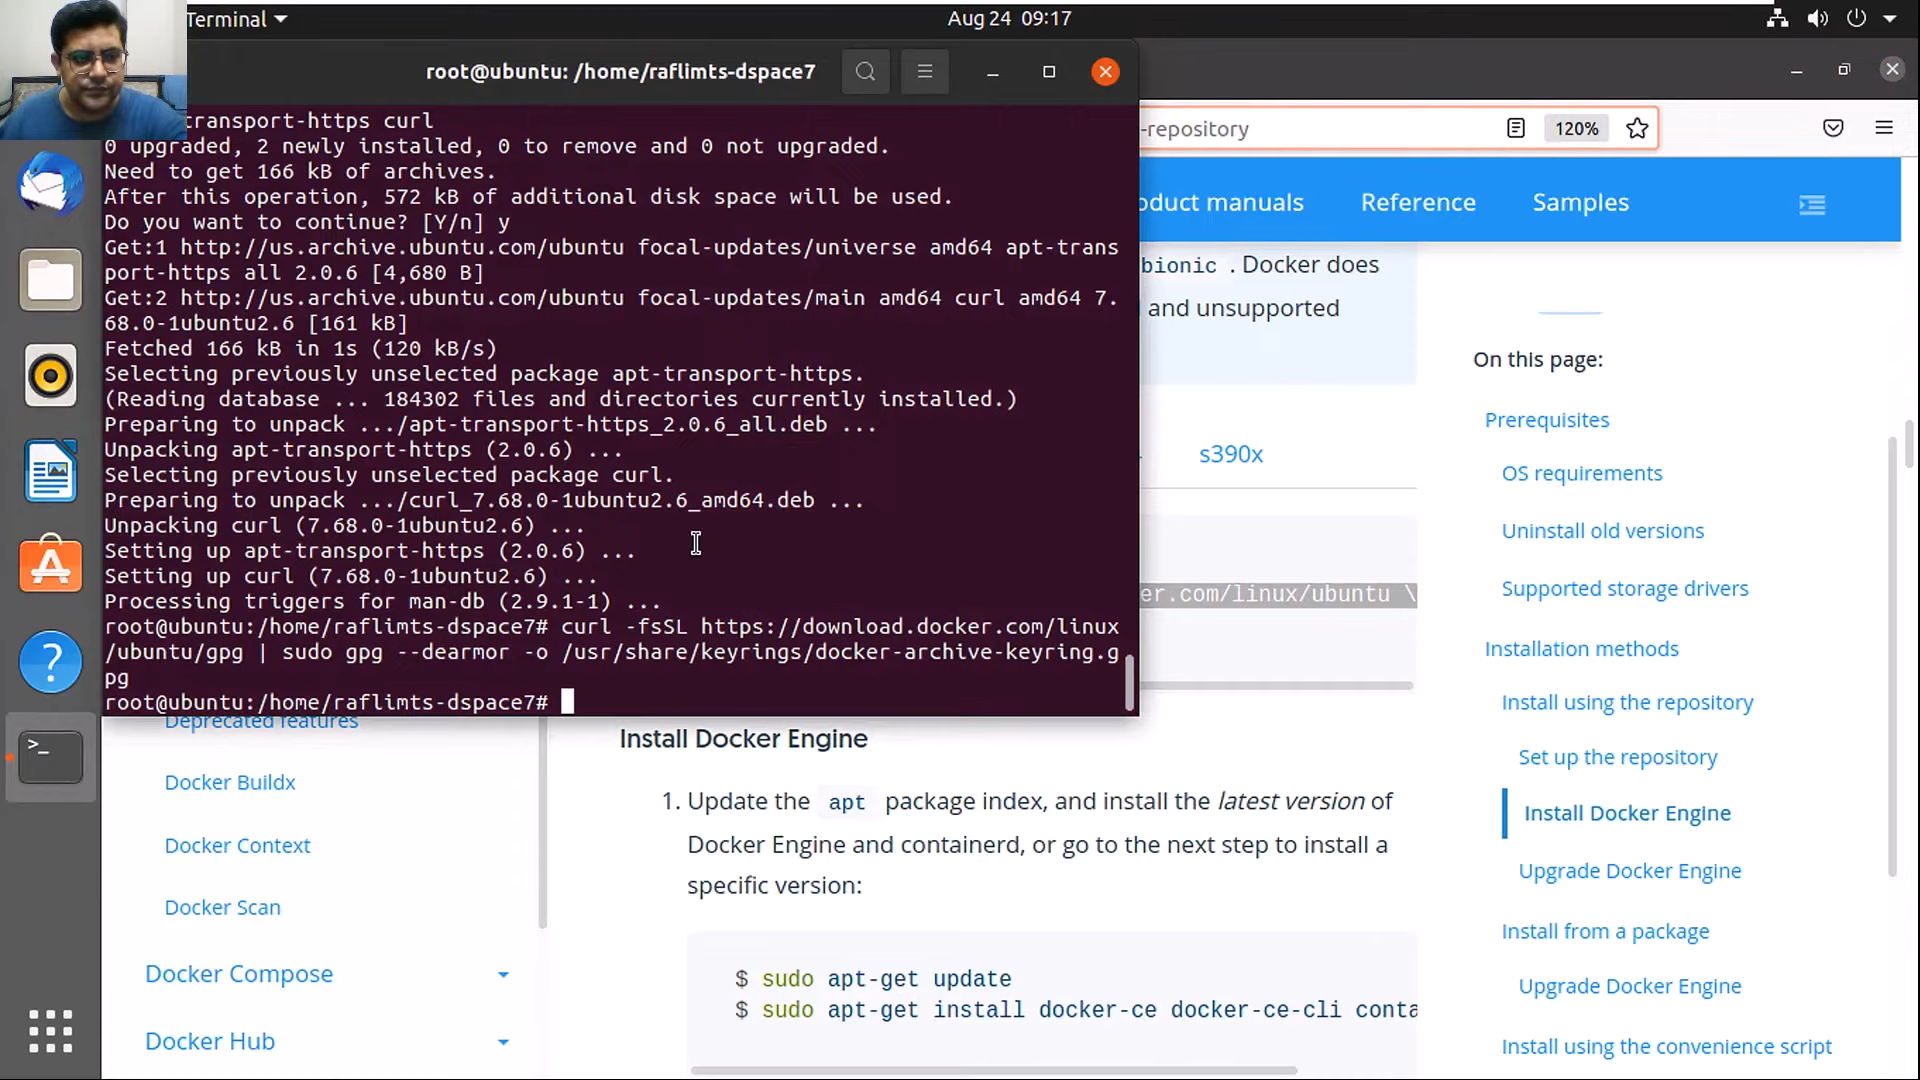 Terminal
Aug 24 09:17
root@ubuntu: /home/raflimts-dspace7
transport-https curl
0 upgraded, 2 newly installed, 0 to remove and 0 not upgraded.
Need to get 166 kB of archives.
After this operation, 572 kB of additional disk space will be used.
Do you want to continue? [Y/n] y
Get:1 http://us.archive.ubuntu.com/ubuntu focal-updates/universe amd64 apt-trans
port-https all 2.0.6 [4,680 B]
Get:2 http://us.archive.ubuntu.com/ubuntu focal-updates/main amd64 curl amd64 7.
68.0-1ubuntu2.6 [161 kB]
Fetched 166 kB in 1s (120 kB/s)
Selecting previously unselected package apt-transport-https.
(Reading database ... 184302 files and directories currently installed.)
Preparing to unpack .../apt-transport-https_2.0.6_all.deb ...
Unpacking apt-transport-https (2.0.6) ...
Selecting previously unselected package curl.
Preparing to unpack .../curl_7.68.0-1ubuntu2.6_amd64.deb ...
Unpacking curl (7.68.0-1ubuntu2.6) ...
Setting up apt-transport-https (2.0.6) ...
Setting up curl (7.68.0-1ubuntu2.6) ...
Processing triggers for man-db (2.9.1-1) ...
root@ubuntu:/home/raflimts-dspace7# curl -fsSL https://download.docker.com/linux
/ubuntu/gpg | sudo gpg --dearmor -o /usr/share/keyrings/docker-archive-keyring.g
pg
root@ubuntu:/home/raflimts-dspace7#
-repository
120%
oduct manuals
Reference
Samples
bionic . Docker does
and unsupported
s390x
er.com/linux/ubuntu \
Deprecated features
Docker Buildx
Docker Context
Docker Scan
Docker Compose
Docker Hub
Install Docker Engine
1. Update the apt package index, and install the latest version of
Docker Engine and containerd, or go to the next step to install a
specific version:
$ sudo apt-get update
$ sudo apt-get install docker-ce docker-ce-cli conta
On this page:
Prerequisites
OS requirements
Uninstall old versions
Supported storage drivers
Installation methods
Install using the repository
Set up the repository
Install Docker Engine
Upgrade Docker Engine
Install from a package
Upgrade Docker Engine
Install using the convenience script